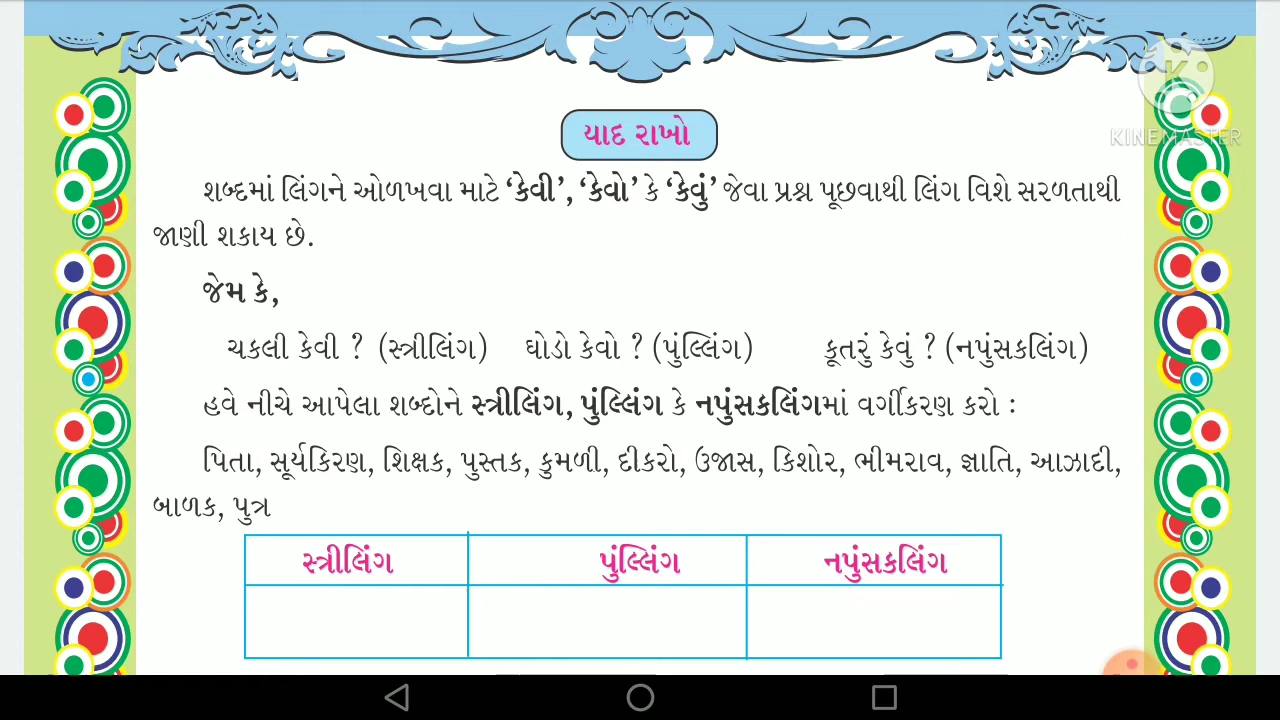 KINEMASTER
યાદ રાખો
શબ્દમાં લિંગને ઓળખવા માટે ‘કેવી’, ‘કેવો’ કે ‘કેવું’ જેવા પ્રશ્ન પૂછવાથી લિંગ વિશે સરળતાથી
જાણી શકાય છે.
જેમ કે,
ચકલી કેવી ? (સ્ત્રીલિંગ) ઘોડો કેવો ? (પુંલ્લિંગ) કૂતરું કેવું ? (નપુંસકલિંગ)
હવે નીચે આપેલા શબ્દોને સ્ત્રીલિંગ, પુંલ્લિંગ કે નપુંસકલિંગમાં વર્ગીકરણ કરો :
પિતા, સૂર્યકિરણ, શિક્ષક, પુસ્તક, કુમળી, દીકરો, ઉજાસ, કિશોર, ભીમરાવ, જ્ઞાતિ, આઝાદી,
બાળક, પુત્ર
સ્ત્રીલિંગ પુંલ્લિંગ નપુંસકલિંગ